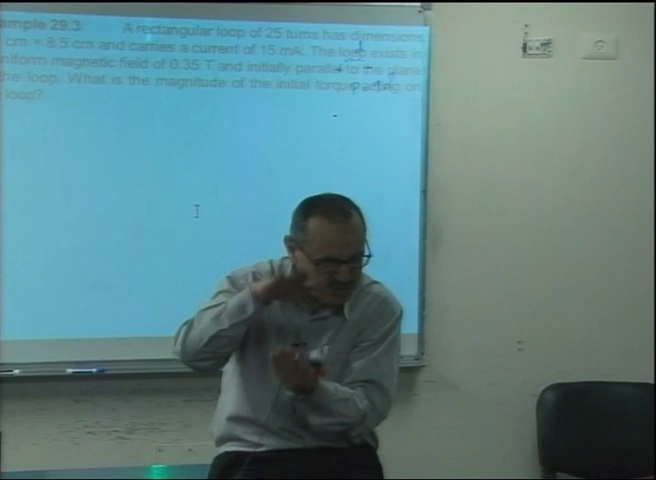 ample 29.3 A rectangular loop of 25 turns has dimensions
cm × 8.5 cm and carries a current of 15 mA. The loop exists in
niform magnetic field of 0.35 T and initially parallel to the plane
the loop. What is the magnitude of the initial torque acting on
loop?